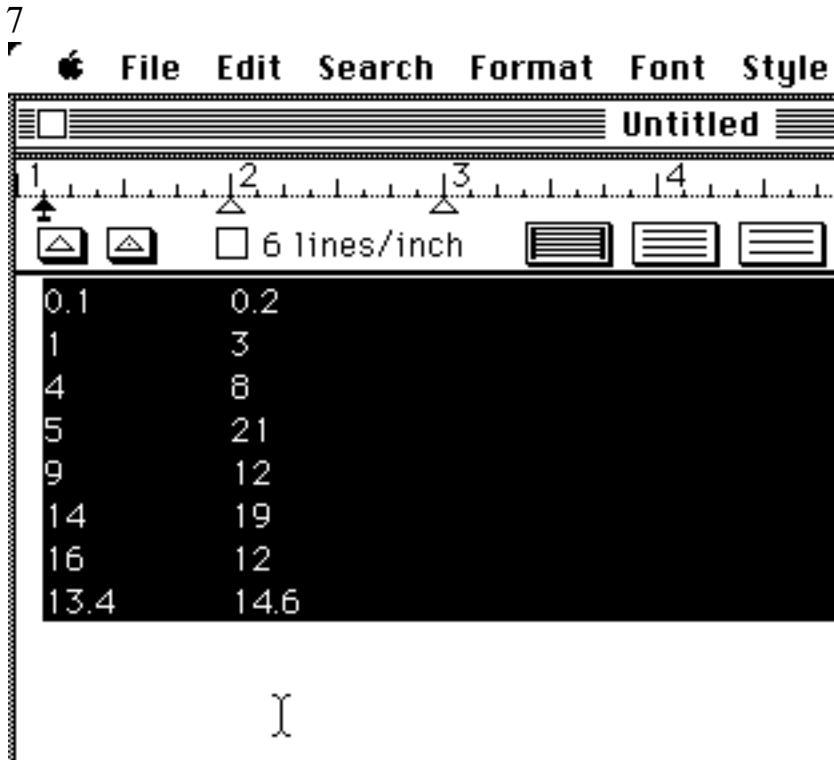 7
File Edit Search Format Font Style
Untitled
1 2 3 4
6 lines/inch
0.1 0.2
1 3
4 8
5 21
9 12
14 19
16 12
13.4 14.6